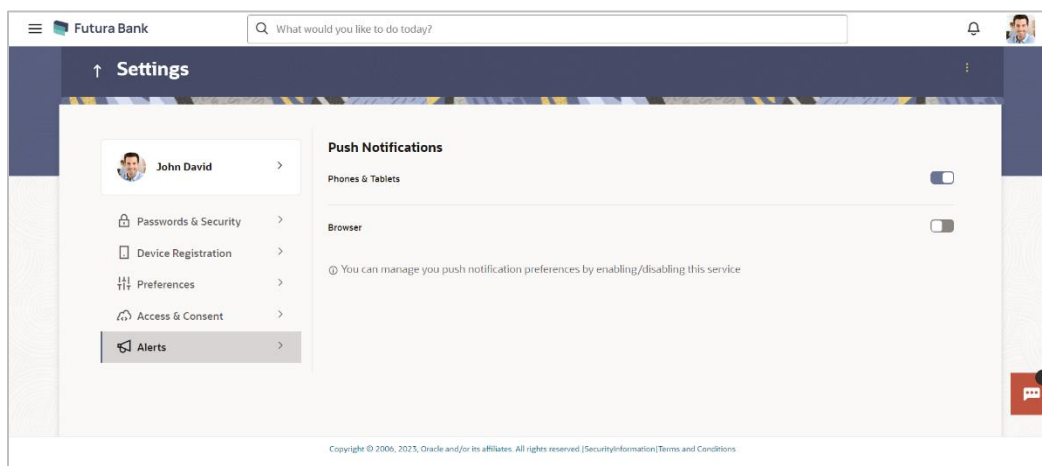 Futura Bank
What would you like to do today?
Settings
John David
Passwords & Security
Device Registration
Preferences
Access & Consent
Alerts
Push Notifications
Phones & Tablets
Browser
You can manage you push notification preferences by enabling/disabling this service
Copyright © 2006, 2023, Oracle and/or its affiliates. All rights reserved.|SecurityInformation|Terms and Conditions